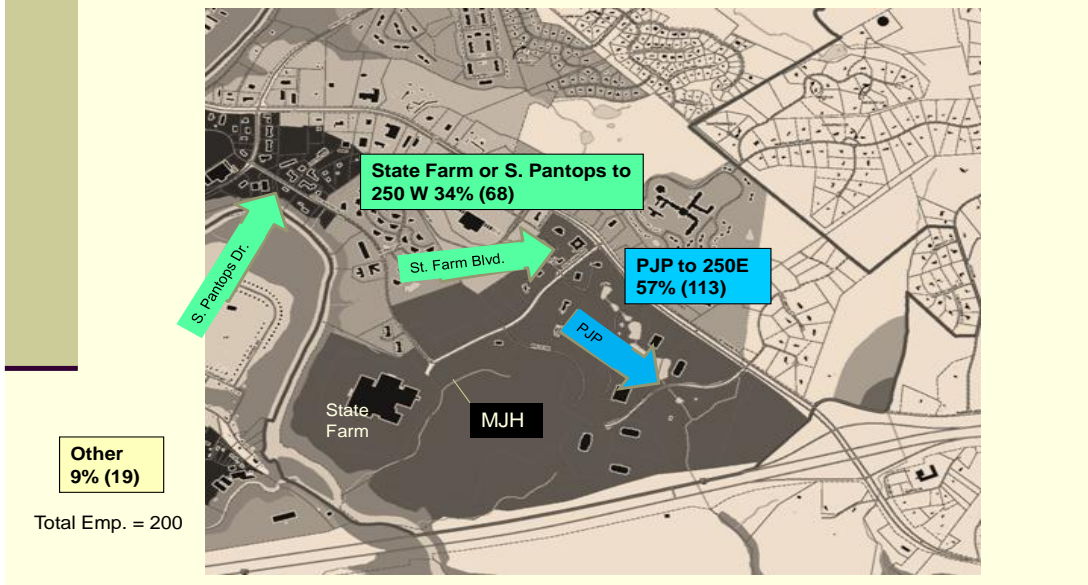 State Farm or S. Pantops to
250 W 34% (68)
S. Pantops Dr.
St. Farm Blvd.
PJP to 250E
57% (113)
PJP
State
Farm
MJH
Other
9% (19)
Total Emp. = 200